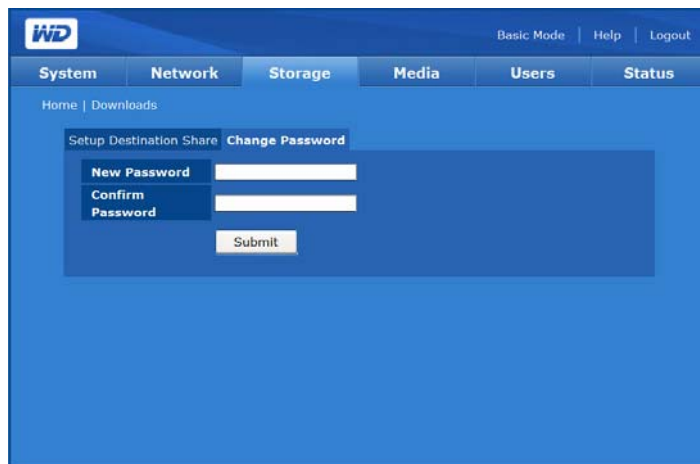 WD
Basic Mode | Help | Logout
System Network Storage Media Users Status
Home | Downloads
Setup Destination Share Change Password
New Password
Confirm
Password
Submit